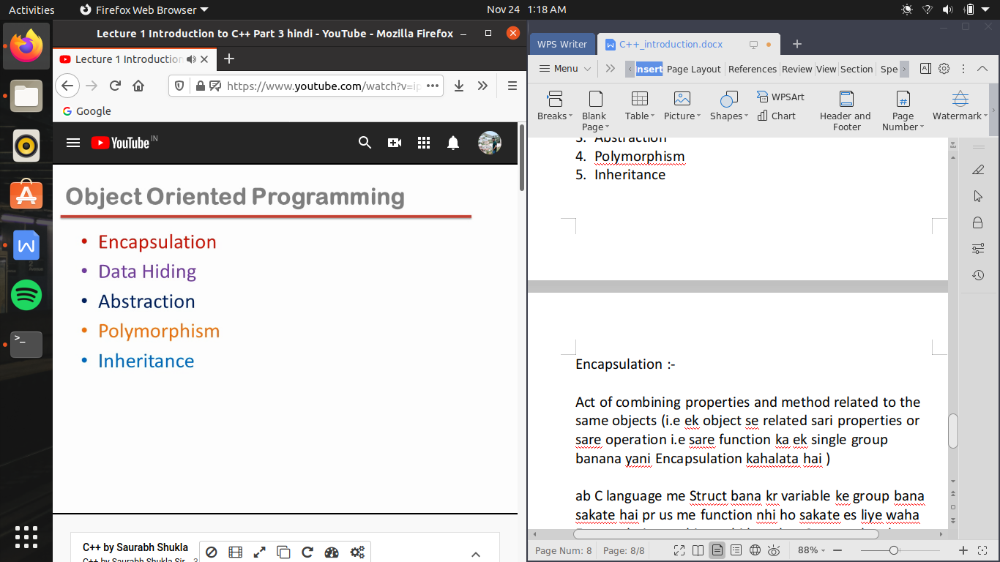 Activities
Firefox Web Browser
Nov 24 1:18 AM
Lecture 1 Introduction to C++ Part 3 hindi - YouTube - Mozilla Firefox
Lecture 1 Introduction
https://www.youtube.com/watch?v=ip
Google
YouTube IN
Object Oriented Programming
• Encapsulation
• Data Hiding
• Abstraction
• Polymorphism
• Inheritance
C++ by Saurabh Shukla
C++ by Saurabh Shukla Sir
WPS Writer
C++_introduction.docx
Menu
Insert
Page Layout
References
Review
View
Section
Spe
Breaks
Blank Page
Table
Picture
Shapes
WPSArt
Chart
Header and Footer
Page Number
Watermark
3. Abstraction
4. Polymorphism
5. Inheritance
Encapsulation :-
Act of combining properties and method related to the
same objects (i.e ek object se related sari properties or
sare operation i.e sare function ka ek single group
banana yani Encapsulation kahalata hai )
ab C language me Struct bana kr variable ke group bana
sakate hai pr us me function nhi ho sakate es liye waha
Page Num: 8
Page: 8/8
88%